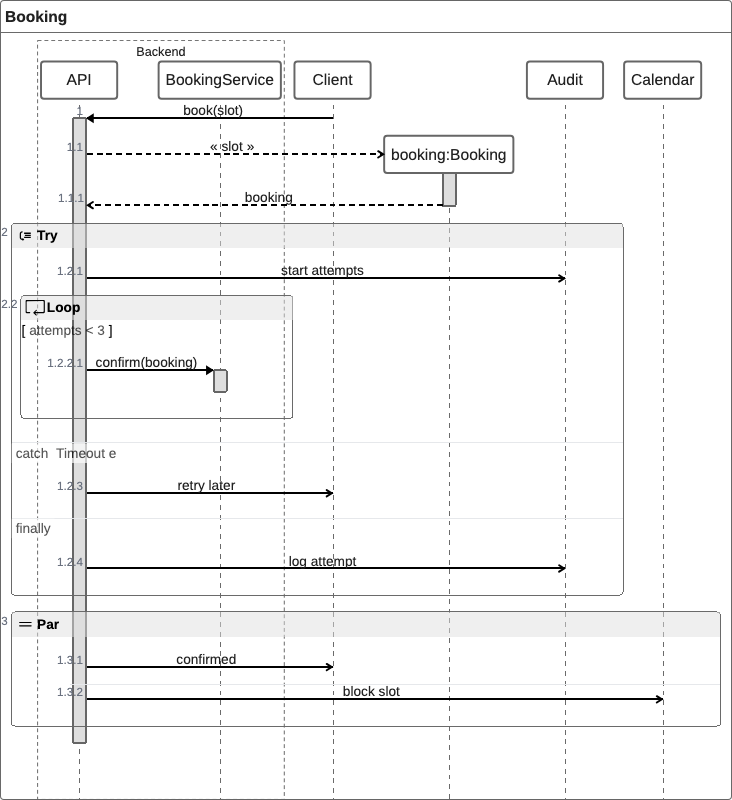 Booking
Backend
API
BookingService
Client
Audit
Calendar
1
book(slot)
1.1
« slot »
booking:Booking
1.1.1
booking
2
Try
1.2.1
start attempts
2.2
Loop
[ attempts < 3 ]
1.2.2.1
confirm(booking)
catch Timeout e
1.2.3
retry later
finally
1.2.4
log attempt
3
Par
1.3.1
confirmed
1.3.2
block slot